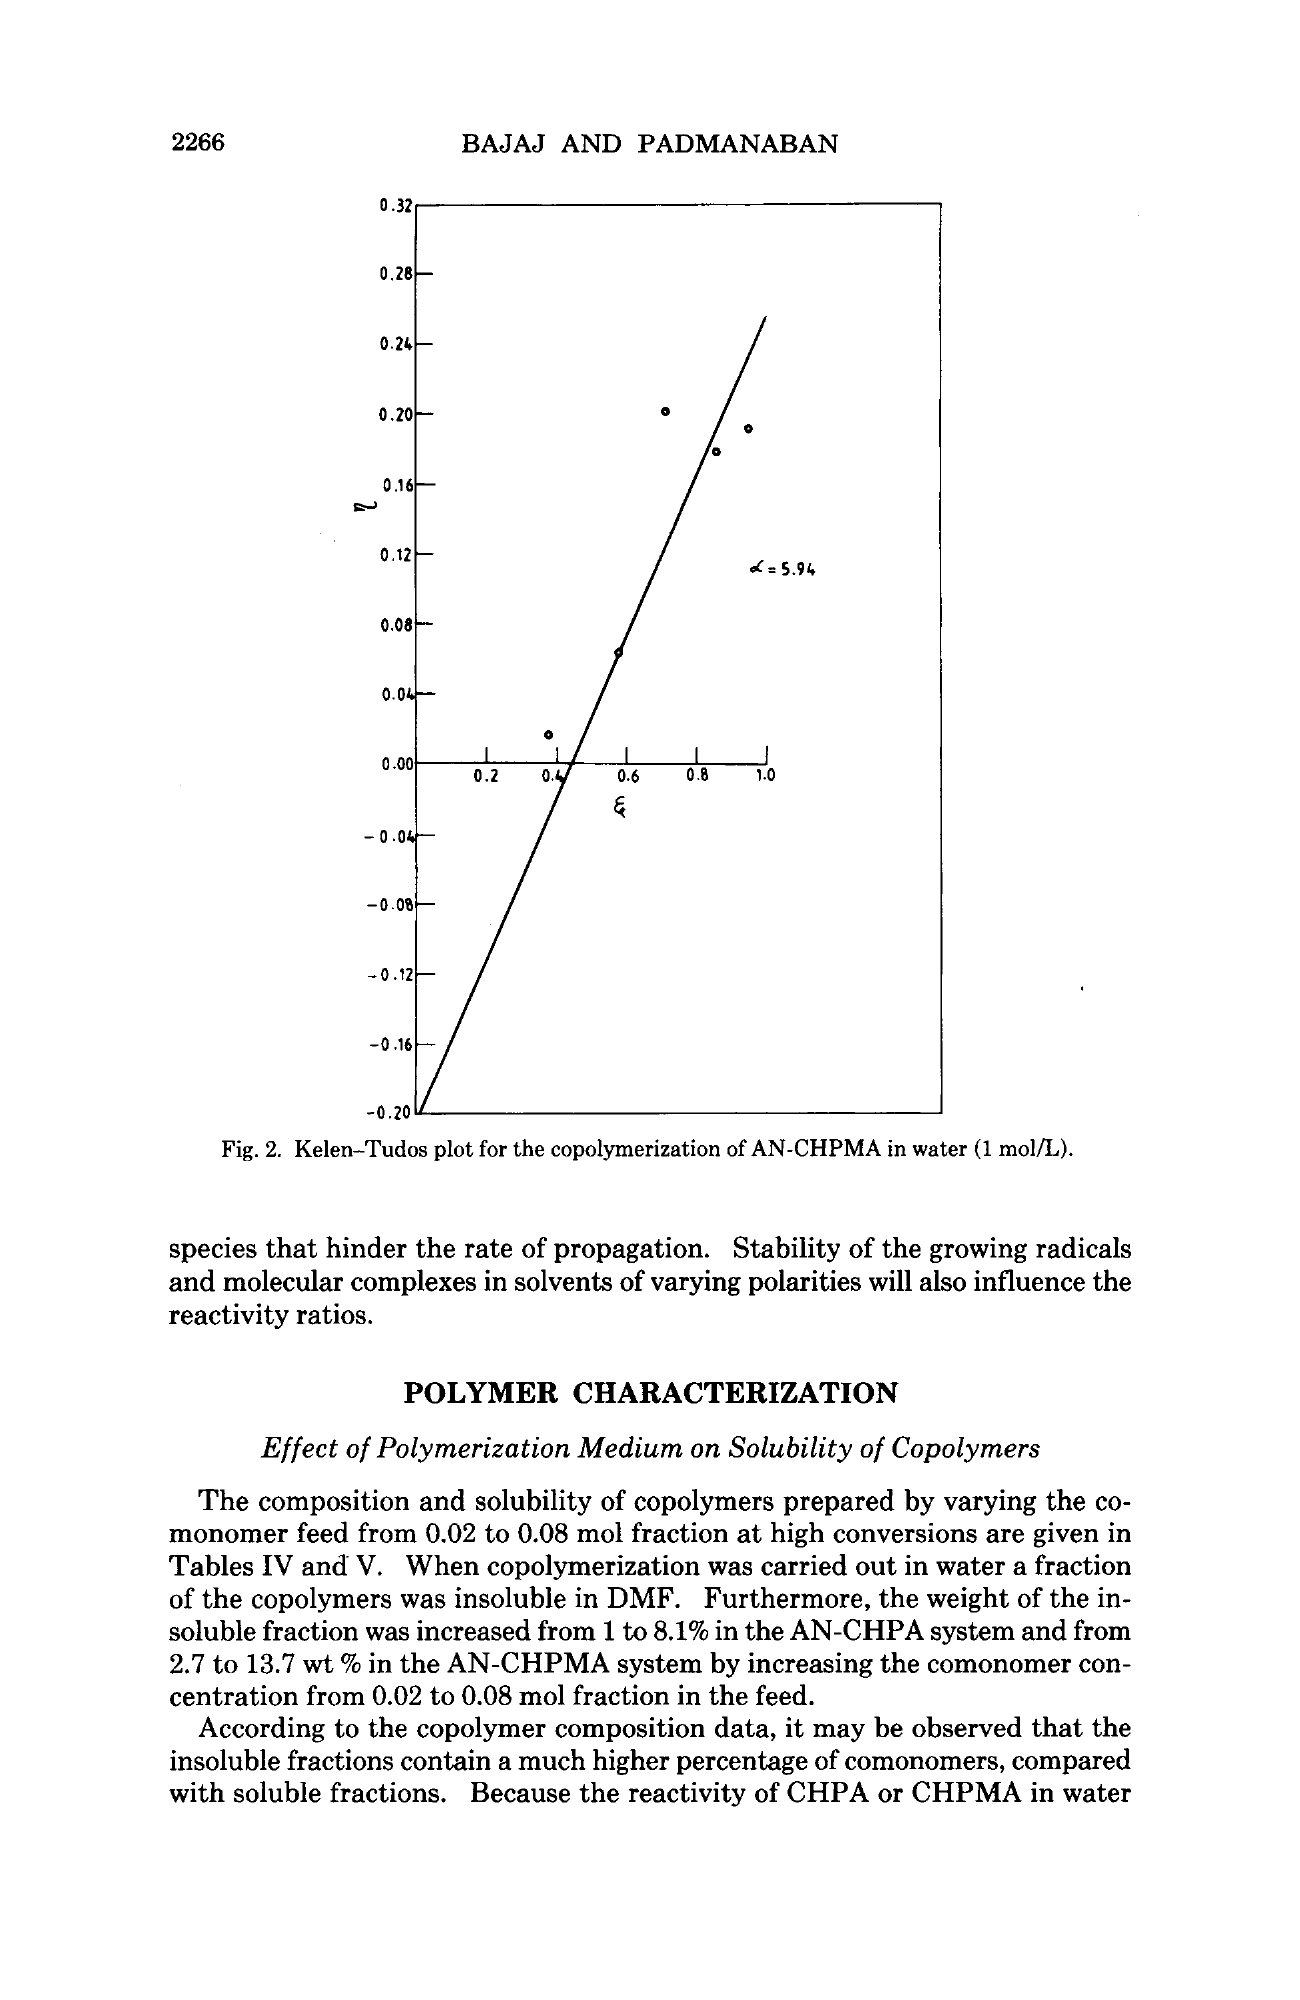 2266 BAJAJ AND PADMANABAN
0.32
0.28
0.24
0.20
0.16
η
0.12
α = 5.94
0.08
0.04
0.00
0.2 0.4 0.6 0.8 1.0
ξ
-0.04
-0.08
-0.12
-0.16
-0.20
Fig. 2. Kelen–Tudos plot for the copolymerization of AN-CHPMA in water (1 mol/L).
species that hinder the rate of propagation. Stability of the growing radicals
and molecular complexes in solvents of varying polarities will also influence the
reactivity ratios.
POLYMER CHARACTERIZATION
Effect of Polymerization Medium on Solubility of Copolymers
The composition and solubility of copolymers prepared by varying the co-
monomer feed from 0.02 to 0.08 mol fraction at high conversions are given in
Tables IV and V. When copolymerization was carried out in water a fraction
of the copolymers was insoluble in DMF. Furthermore, the weight of the in-
soluble fraction was increased from 1 to 8.1% in the AN-CHPA system and from
2.7 to 13.7 wt % in the AN-CHPMA system by increasing the comonomer con-
centration from 0.02 to 0.08 mol fraction in the feed.
According to the copolymer composition data, it may be observed that the
insoluble fractions contain a much higher percentage of comonomers, compared
with soluble fractions. Because the reactivity of CHPA or CHPMA in water